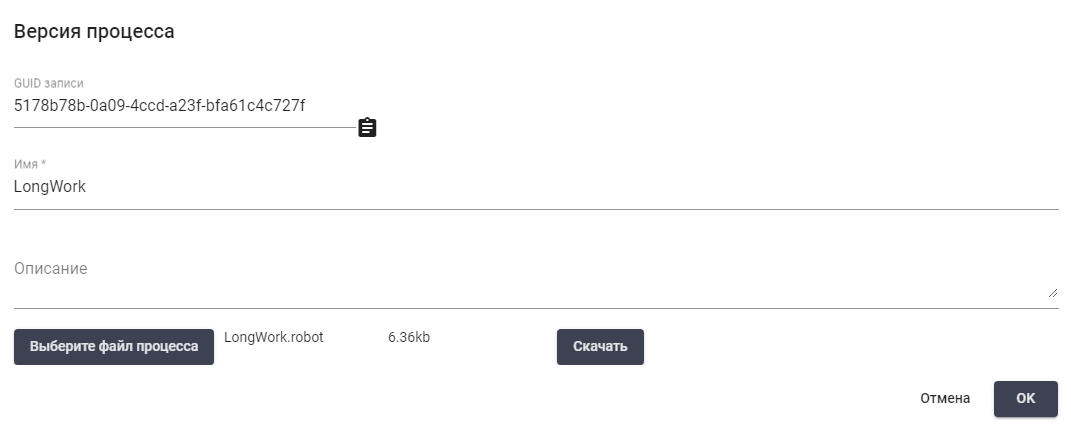 Версия процесса
GUID записи
5178b78b-0a09-4ccd-a23f-bfa61c4c727f
Имя *
LongWork
Описание
Выберите файл процесса LongWork.robot 6.36kb Скачать
Отмена OK